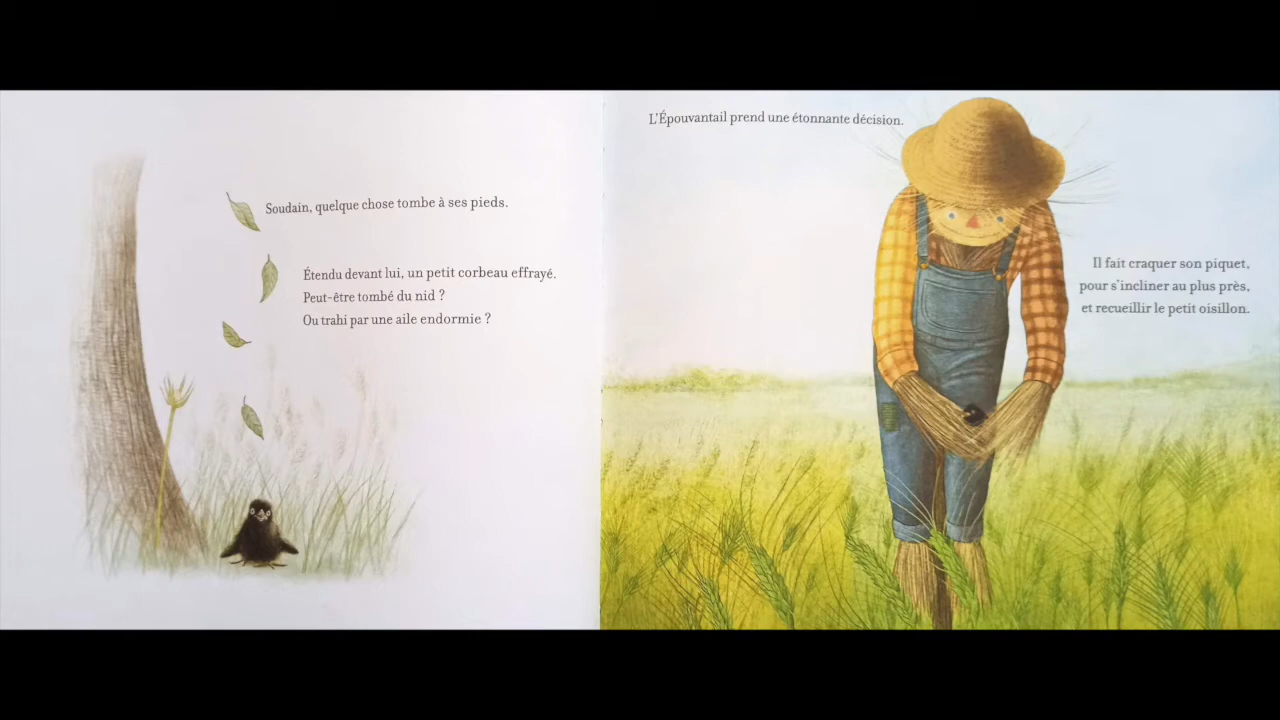 Soudain, quelque chose tombe à ses pieds.
Étendu devant lui, un petit corbeau effrayé.
Peut-être tombé du nid ?
Ou trahi par une aile endormie ?
L'Épouvantail prend une étonnante décision.
Il fait craquer son piquet,
pour s'incliner au plus près,
et recueillir le petit oisillon.